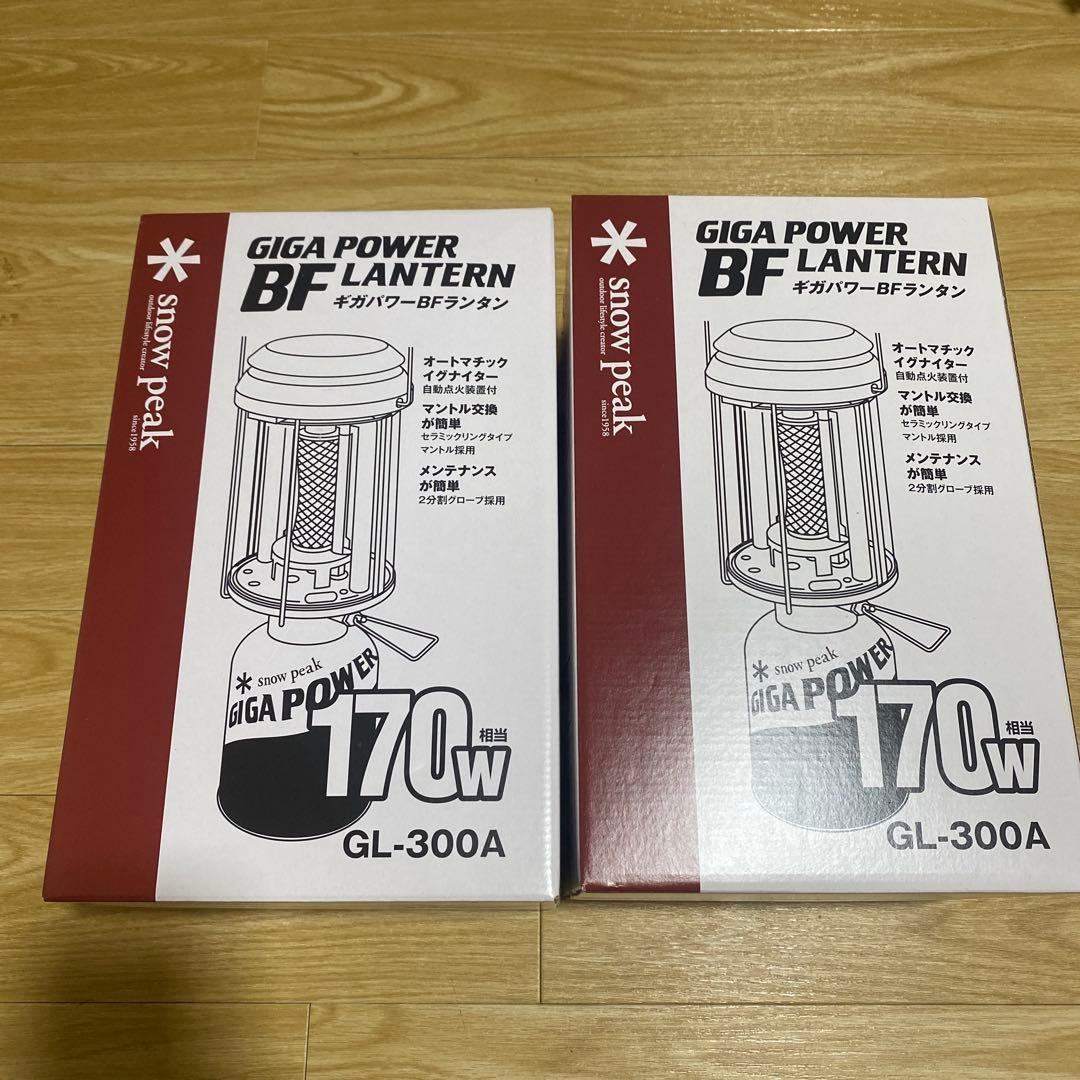 snow peak
outdoor lifestyle creator
since1958
GIGA POWER
BF LANTERN
ギガパワーBFランタン
オートマチック
イグナイター
自動点火装置付
マントル交換
が簡単
セラミックリングタイプ
マントル採用
メンテナンス
が簡単
2分割グローブ採用
snow peak
GIGA POWER
170W
相当
GL-300A
snow peak
outdoor lifestyle creator
since1958
GIGA POWER
BF LANTERN
ギガパワーBFランタン
オートマチック
イグナイター
自動点火装置付
マントル交換
が簡単
セラミックリングタイプ
マントル採用
メンテナンス
が簡単
2分割グローブ採用
snow peak
GIGA POWER
170W
相当
GL-300A